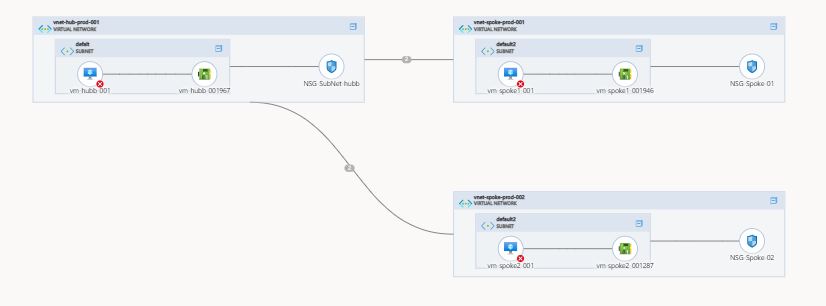 vnet-hub-prod-001
VIRTUAL NETWORK
defalt
SUBNET
vm-hubb-001
vm-hubb-001967
NSG-SubNet-hubb
2
vnet-spoke-prod-001
VIRTUAL NETWORK
default2
SUBNET
vm-spoke1-001
vm-spoke1-001946
NSG-Spoke-01
2
vnet-spoke-prod-002
VIRTUAL NETWORK
default2
SUBNET
vm-spoke2-001
vm-spoke2-001287
NSG-Spoke-02